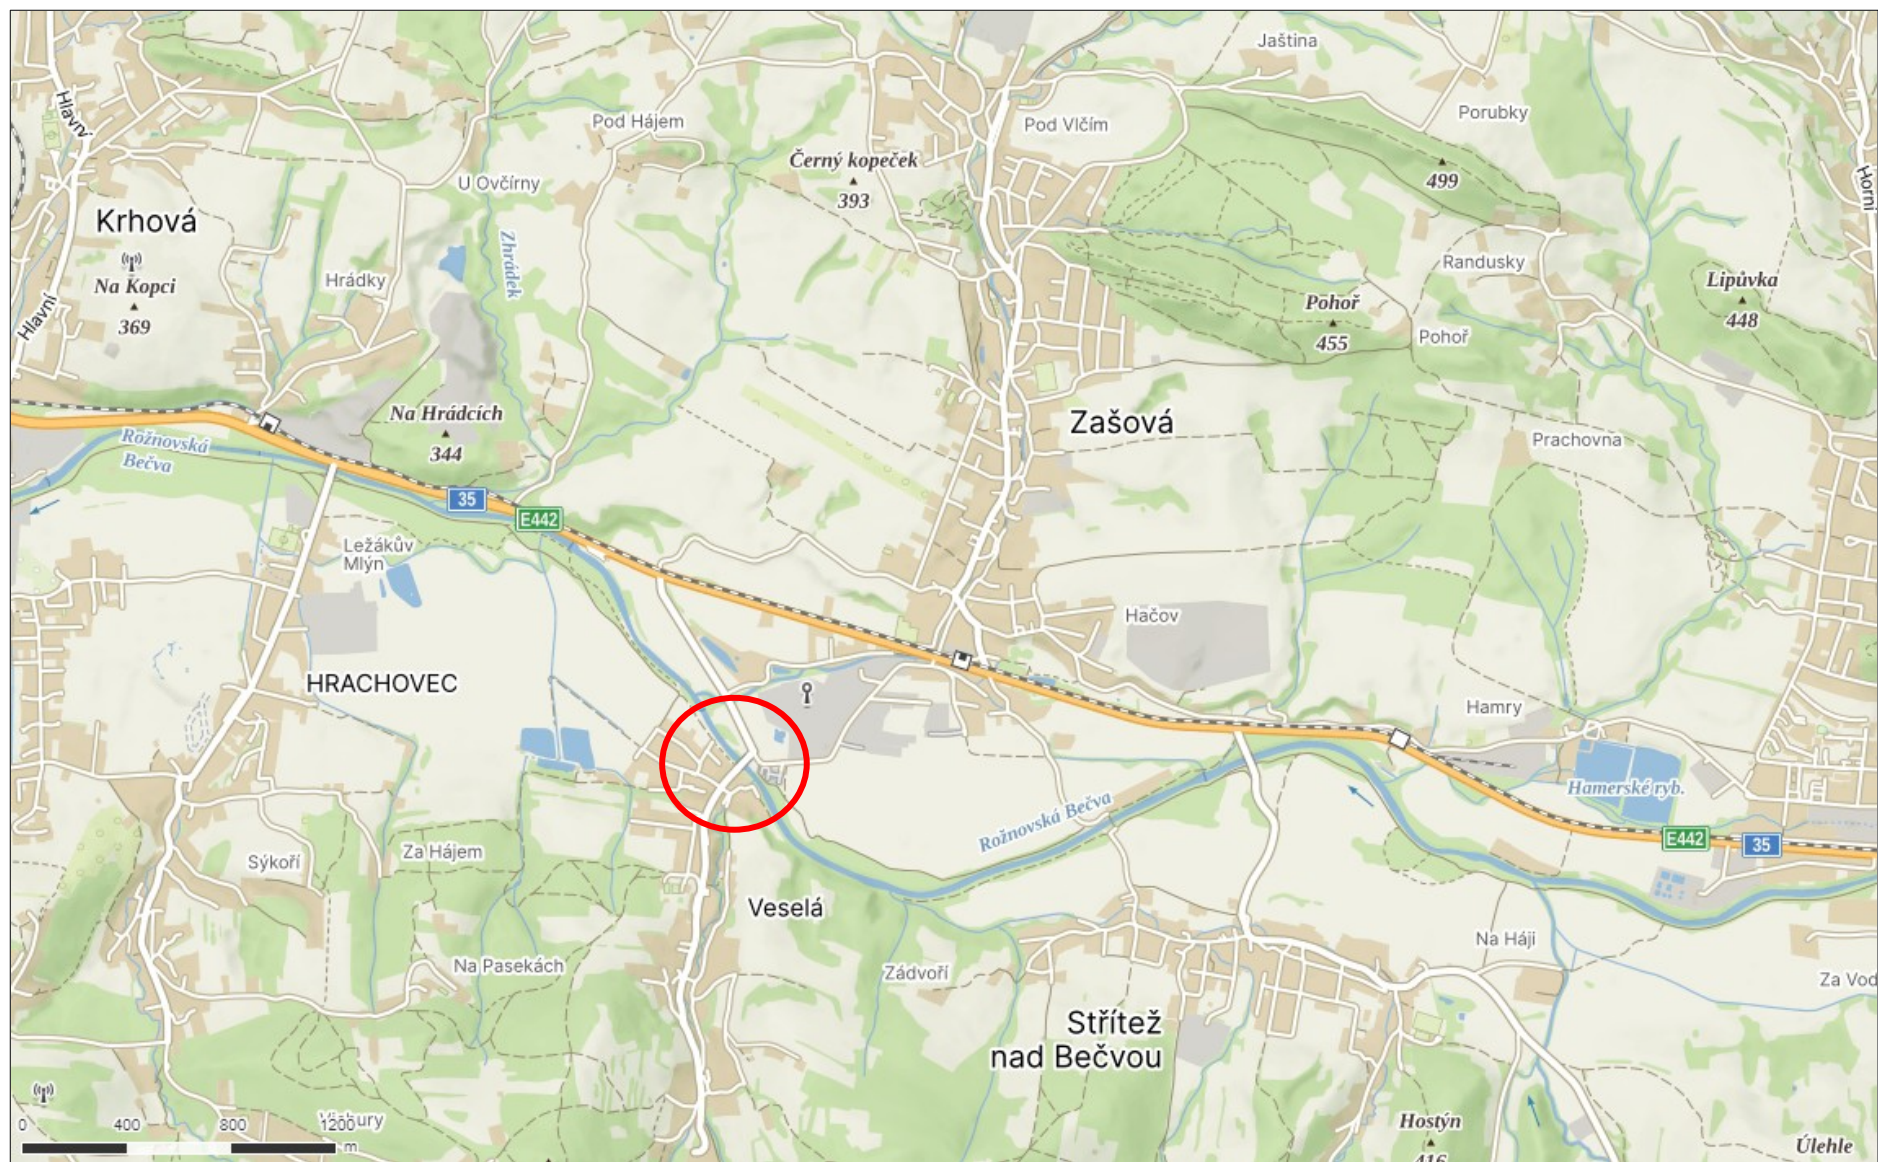 Jaština
Hlavní
Pod Hájem
Pod Vlčím
Porubky
Černý kopeček
393
499
Horní
U Ovčírny
Krhová
Zhrádek
Na Kopci
369
Hrádky
Randusky
Lipůvka
448
Pohoř
455
Pohoř
Hlavní
Na Hrádcích
344
Zašová
Prachovna
Rožnovská
Bečva
35
E442
Ležákův
Mlýn
Hačov
HRACHOVEC
Hamry
Hamerské ryb.
Rožnovská Bečva
E442
35
Sýkoří
Za Hájem
Veselá
Na Háji
Na Pasekách
Zádvoří
Za Vod
Střítež
nad Bečvou
Hostýn
416
Úlehle
0 400 800 1200 m